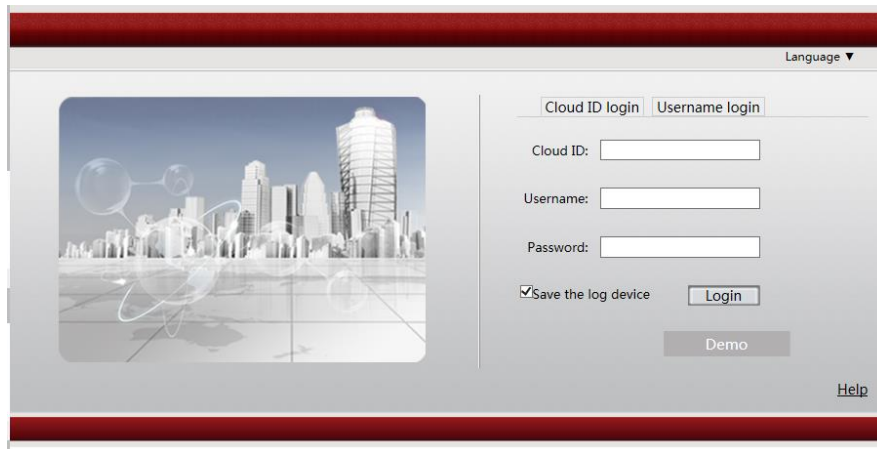 Language ▼
Cloud ID login Username login
Cloud ID:
Username:
Password:
Save the log device Login
Demo
Help